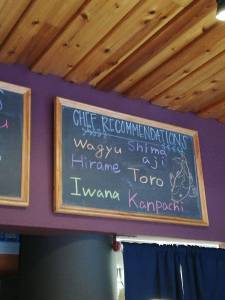 CHEF RECOMMENDATIONS
Wagyu Shima
aji
Hirame Toro
Iwana Kanpachi